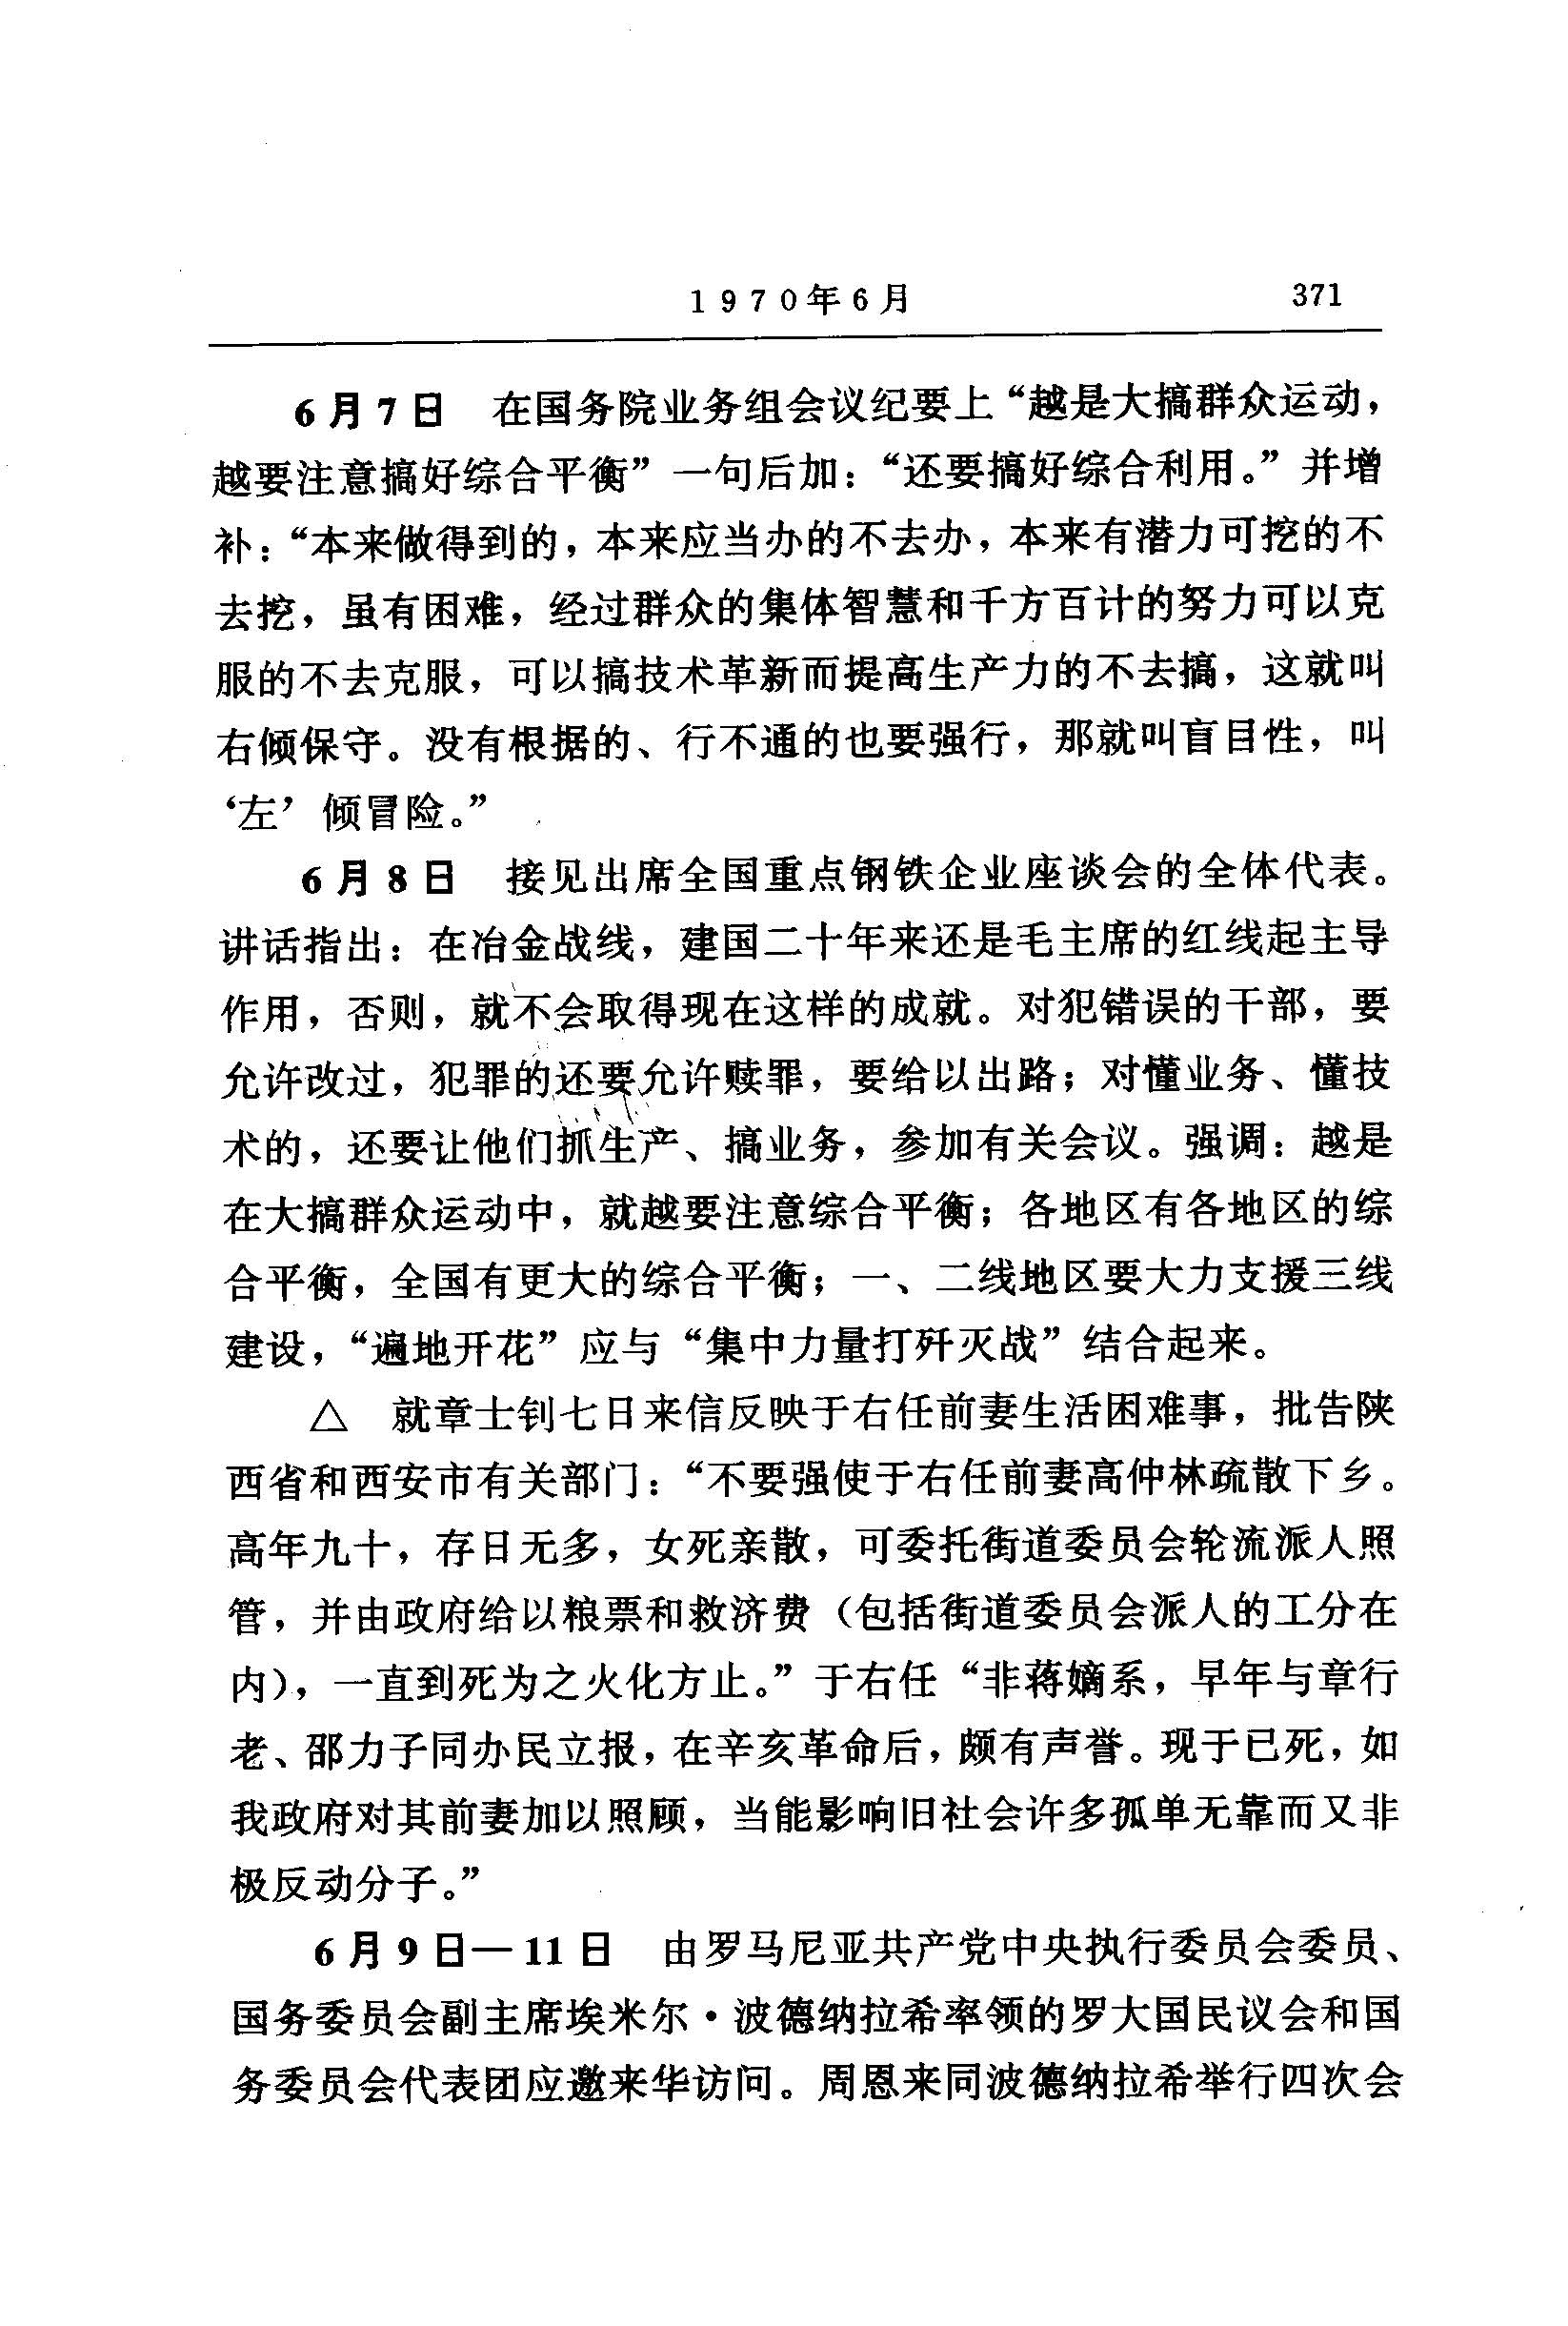 1970年6月 371
6月7日 在国务院业务组会议纪要上“越是大搞群众运动，
越要注意搞好综合平衡”一句后加：“还要搞好综合利用。”并增
补：“本来做得到的，本来应当办的不去办，本来有潜力可挖的不
去挖，虽有困难，经过群众的集体智慧和千方百计的努力可以克
服的不去克服，可以搞技术革新而提高生产力的不去搞，这就叫
右倾保守。没有根据的、行不通的也要强行，那就叫盲目性，叫
‘左’倾冒险。”
6月8日 接见出席全国重点钢铁企业座谈会的全体代表。
讲话指出：在冶金战线，建国二十年来还是毛主席的红线起主导
作用，否则，就不会取得现在这样的成就。对犯错误的干部，要
允许改过，犯罪的还要允许赎罪，要给以出路；对懂业务、懂技
术的，还要让他们抓生产、搞业务，参加有关会议。强调：越是
在大搞群众运动中，就越要注意综合平衡；各地区有各地区的综
合平衡，全国有更大的综合平衡；一、二线地区要大力支援三线
建设，“遍地开花”应与“集中力量打歼灭战”结合起来。
△ 就章士钊七日来信反映于右任前妻生活困难事，批告陕
西省和西安市有关部门：“不要强使于右任前妻高仲林疏散下乡。
高年九十，存日无多，女死亲散，可委托街道委员会轮流派人照
管，并由政府给以粮票和救济费（包括街道委员会派人的工分在
内），一直到死为之火化方止。”于右任“非蒋嫡系，早年与章行
老、邵力子同办民立报，在辛亥革命后，颇有声誉。现于已死，如
我政府对其前妻加以照顾，当能影响旧社会许多孤单无靠而又非
极反动分子。”
6月9日—11日 由罗马尼亚共产党中央执行委员会委员、
国务委员会副主席埃米尔·波德纳拉希率领的罗大国民议会和国
务委员会代表团应邀来华访问。周恩来同波德纳拉希举行四次会